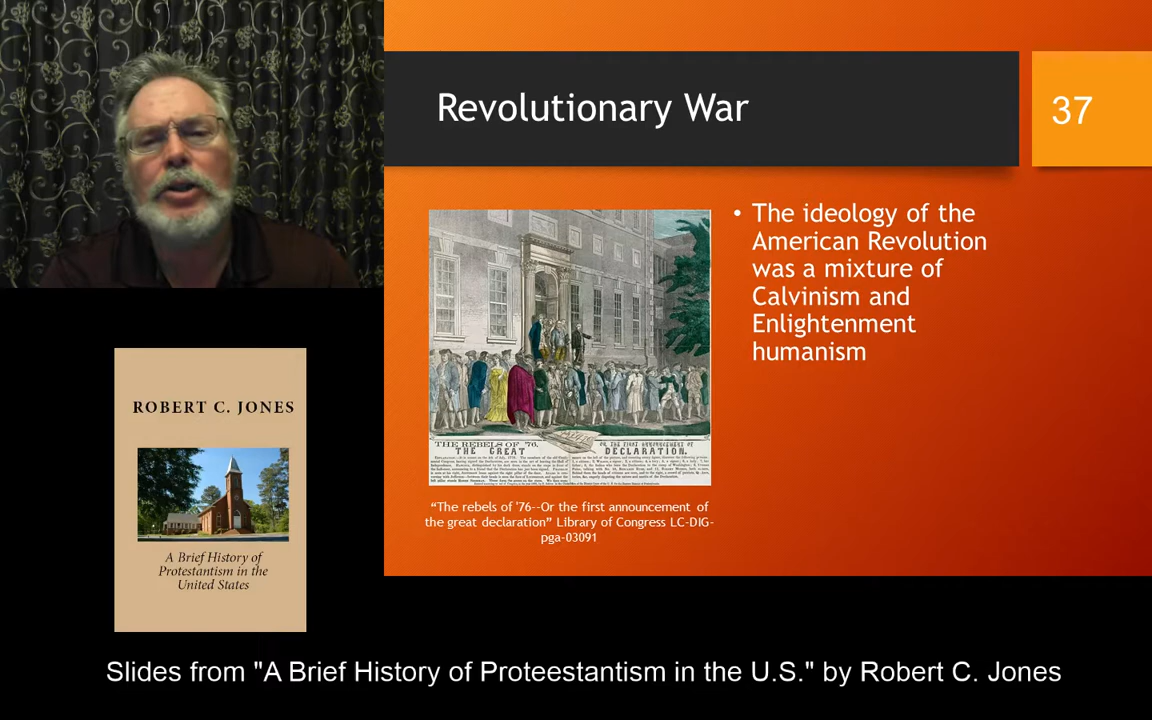 Revolutionary War
37
• The ideology of the
American Revolution
was a mixture of
Calvinism and
Enlightenment
humanism
THE REBELS OF '76.
THE GREAT
OR THE FIRST ANNOUNCEMENT OF
DECLARATION.
"The rebels of '76--Or the first announcement of
the great declaration" Library of Congress LC-DIG-
pga-03091
ROBERT C. JONES
A Brief History of
Protestantism in the
United States
Slides from "A Brief History of Proteestantism in the U.S." by Robert C. Jones